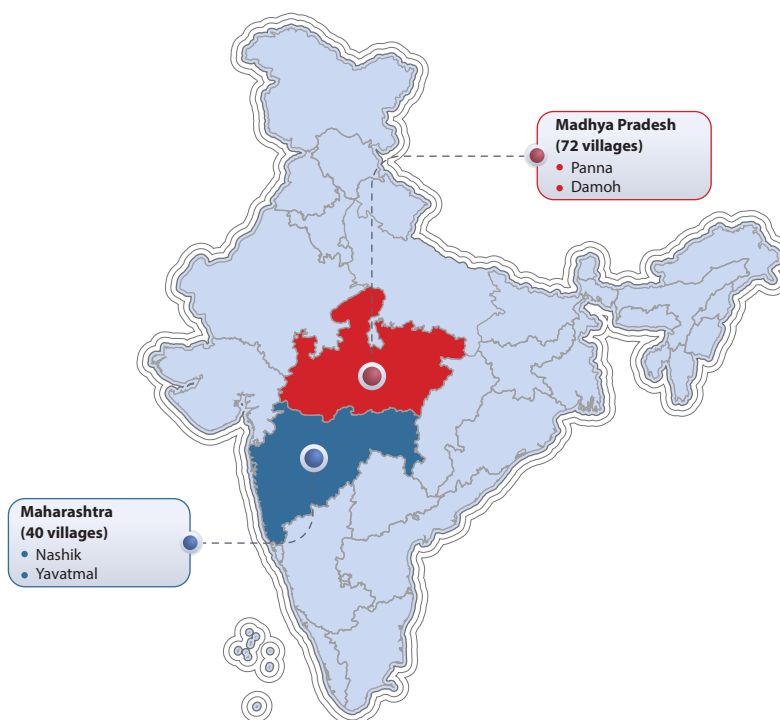 Madhya Pradesh
(72 villages)
• Panna
• Damoh
Maharashtra
(40 villages)
• Nashik
• Yavatmal